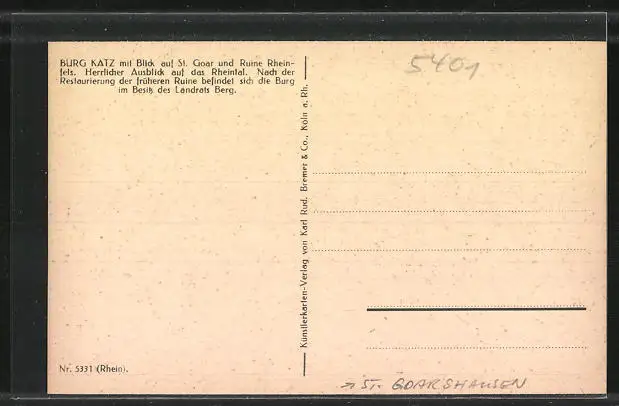 BURG KATZ mit Blick auf St. Goar und Ruine Rhein-
fels. Herrlicher Ausblick auf das Rheintal. Nach der
Restaurierung der früheren Ruine befindet sich die Burg
im Besitz des Landrats Berg.
Nr. 5331 (Rhein).
Künstlerkarten-Verlag von Karl Rud. Bremer & Co., Köln a. Rh.
5401
→ ST. GOARSHAUSEN